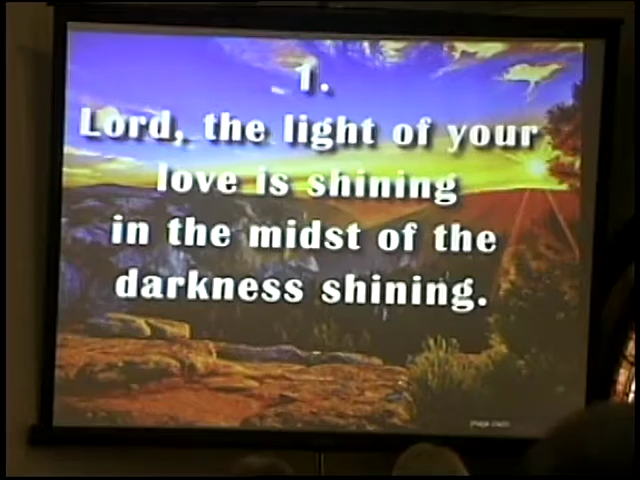 1.
Lord, the light of your
love is shining
in the midst of the
darkness shining.